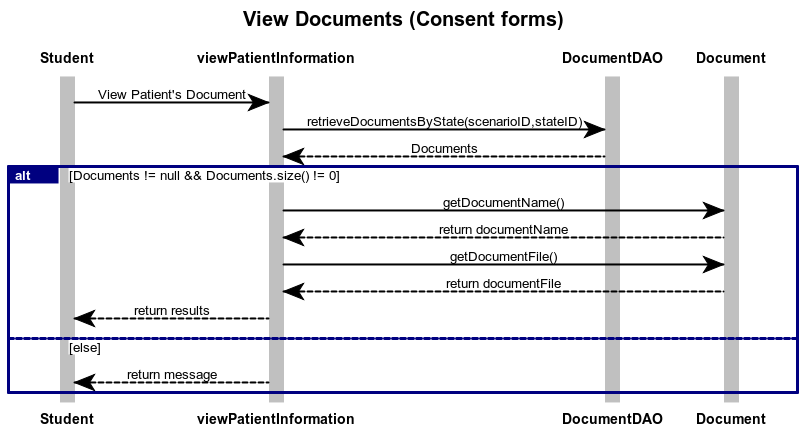 View Documents (Consent forms)
Student viewPatientInformation DocumentDAO Document
View Patient's Document
retrieveDocumentsByState(scenarioID,stateID)
Documents
alt [Documents != null && Documents.size() != 0]
getDocumentName()
return documentName
getDocumentFile()
return documentFile
return results
[else]
return message
Student viewPatientInformation DocumentDAO Document